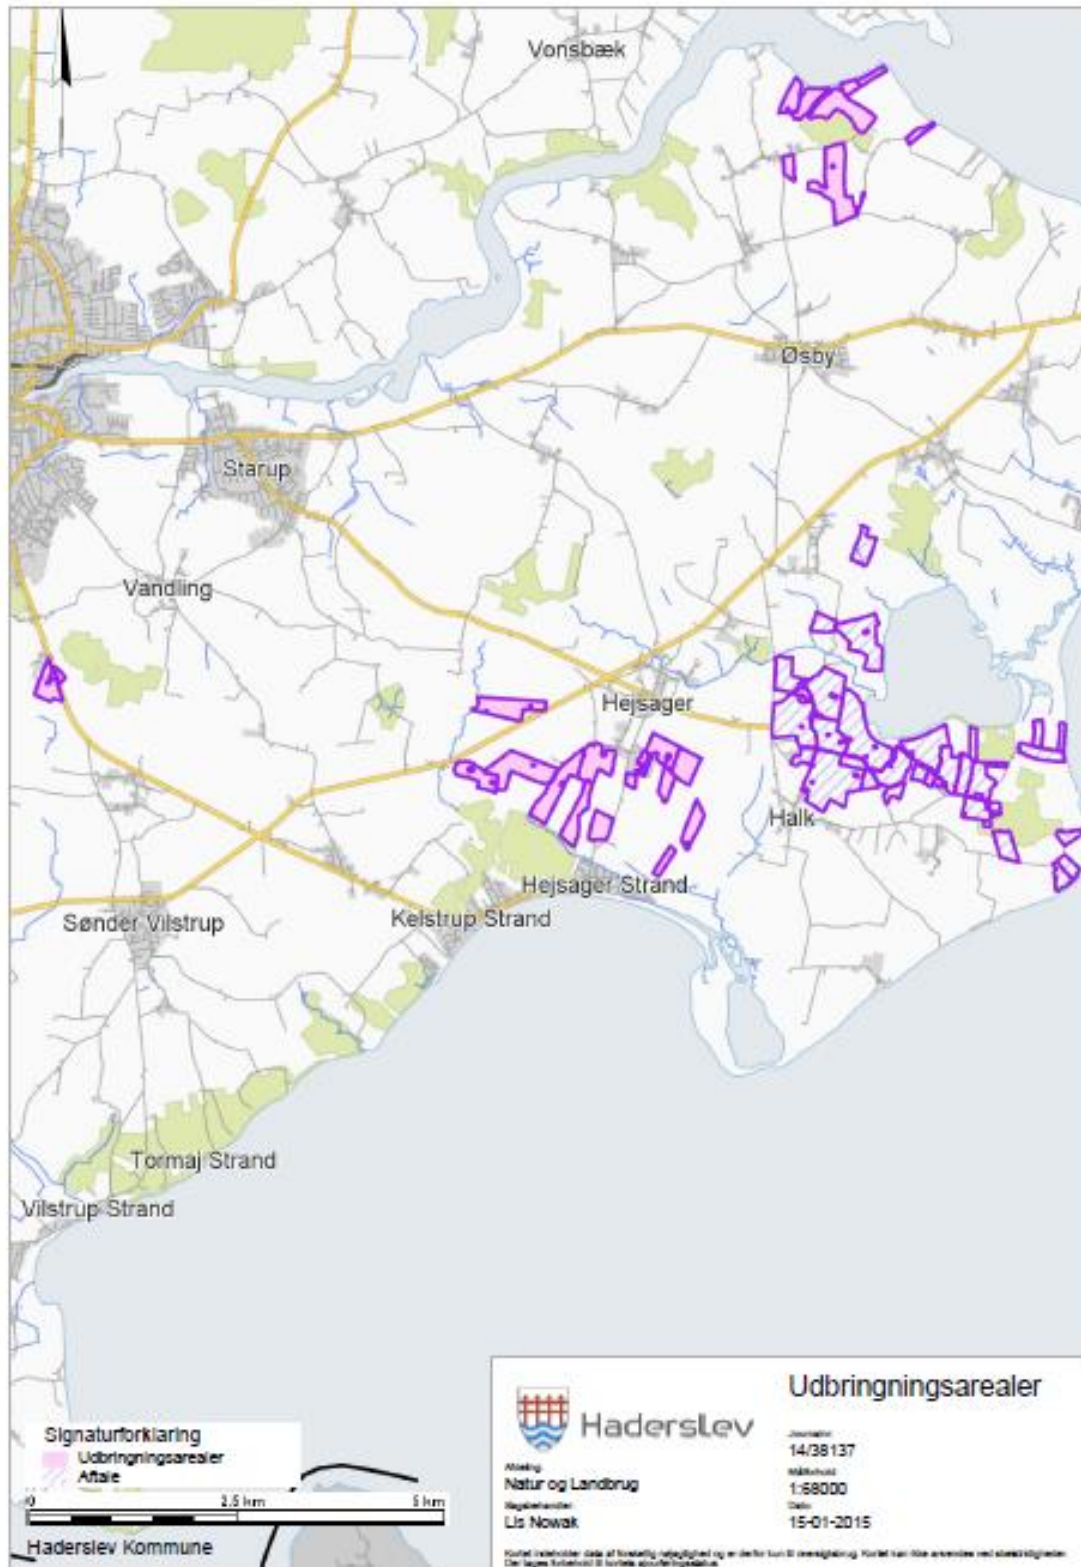 Vonsbæk
Øsby
Starup
Vandling
Hejsager
Halk
Hejsager Strand
Kelstrup Strand
Sønder Vilstrup
Tormaj Strand
Vilstrup Strand
Signaturforklaring
Udbringningsarealer
Aftale
0 2,5 km 5 km
Haderslev Kommune
Haderslev
Udbringningsarealer
14/38137
Natur og Landbrug
1:68000
Lis Nowak
15-01-2015